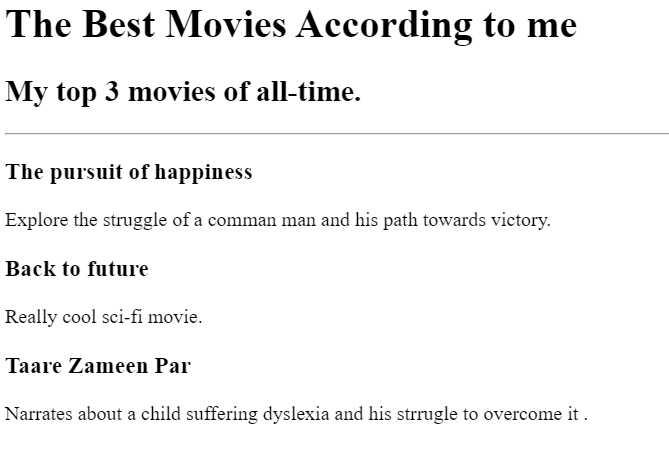 The Best Movies According to me
My top 3 movies of all-time.
The pursuit of happiness
Explore the struggle of a comman man and his path towards victory.
Back to future
Really cool sci-fi movie.
Taare Zameen Par
Narrates about a child suffering dyslexia and his strrugle to overcome it .